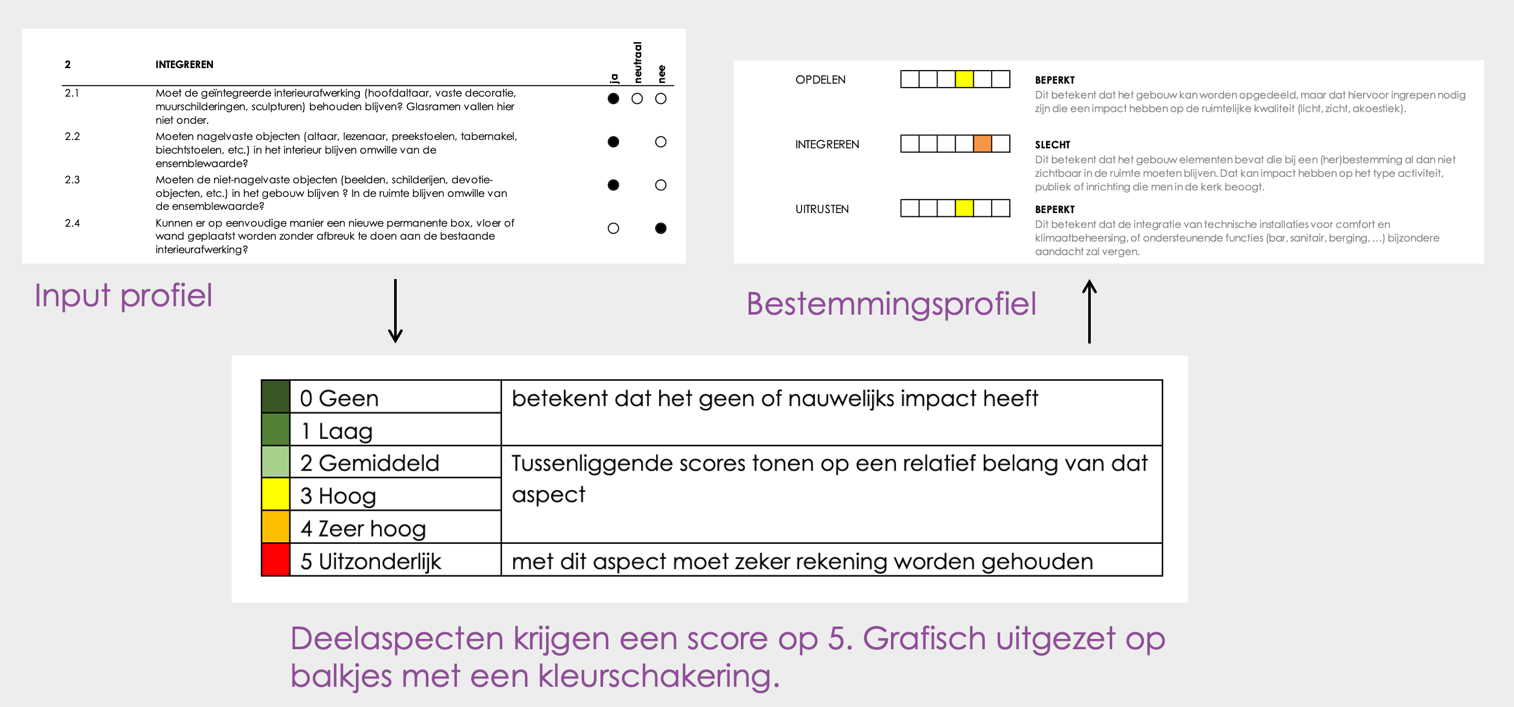 2 INTEGREREN ja neutraal nee
2.1 Moet de geïntegreerde interieurafwerking (hoofdaltaar, vaste decoratie,
muurschilderingen, sculpturen) behouden blijven? Glasramen vallen hier
niet onder.
2.2 Moeten nagelvaste objecten (altaar, lezenaar, preekstoelen, tabernakel,
biechtstoelen, etc.) in het interieur blijven omwille van de
ensemblewaarde?
2.3 Moeten de niet-nagelvaste objecten (beelden, schilderijen, devotie-
objecten, etc.) in het gebouw blijven ? In de ruimte blijven omwille van
de ensemblewaarde?
2.4 Kunnen er op eenvoudige manier een nieuwe permanente box, vloer of
wand geplaatst worden zonder afbreuk te doen aan de bestaande
interieurafwerking?
Input profiel
OPDELEN BEPERKT
Dit betekent dat het gebouw kan worden opgedeeld, maar dat hiervoor ingrepen nodig
zijn die een impact hebben op de ruimtelijke kwaliteit (licht, zicht, akoestiek).
INTEGREREN SLECHT
Dit betekent dat het gebouw elementen bevat die bij een (her)bestemming al dan niet
zichtbaar in de ruimte moeten blijven. Dat kan impact hebben op het type activiteit,
publiek of inrichting die men in de kerk beoogt.
UITRUSTEN BEPERKT
Dit betekent dat de integratie van technische installaties voor comfort en
klimaatbeheersing, of ondersteunende functies (bar, sanitair, berging, …) bijzondere
aandacht zal vergen.
Bestemmingsprofiel
0 Geen betekent dat het geen of nauwelijks impact heeft
1 Laag
2 Gemiddeld Tussenliggende scores tonen op een relatief belang van dat
3 Hoog aspect
4 Zeer hoog
5 Uitzonderlijk met dit aspect moet zeker rekening worden gehouden
Deelaspecten krijgen een score op 5. Grafisch uitgezet op
balkjes met een kleurschakering.